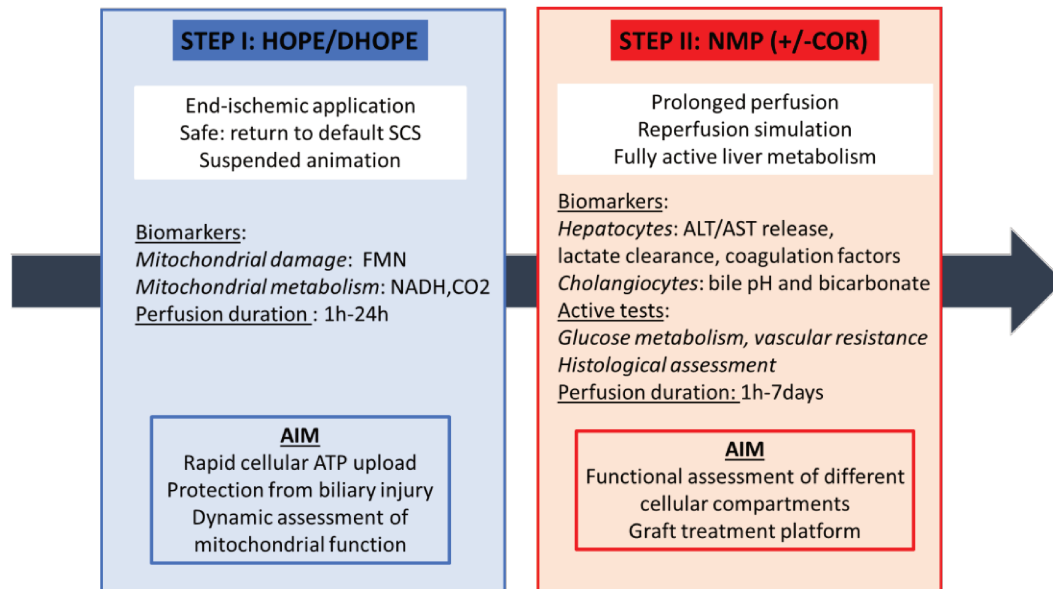 STEP I: HOPE/DHOPE
End-ischemic application
Safe: return to default SCS
Suspended animation
Biomarkers:
Mitochondrial damage: FMN
Mitochondrial metabolism: NADH,CO2
Perfusion duration : 1h-24h
AIM
Rapid cellular ATP upload
Protection from biliary injury
Dynamic assessment of
mitochondrial function
STEP II: NMP (+/-COR)
Prolonged perfusion
Reperfusion simulation
Fully active liver metabolism
Biomarkers:
Hepatocytes: ALT/AST release,
lactate clearance, coagulation factors
Cholangiocytes: bile pH and bicarbonate
Active tests:
Glucose metabolism, vascular resistance
Histological assessment
Perfusion duration: 1h-7days
AIM
Functional assessment of different
cellular compartments
Graft treatment platform